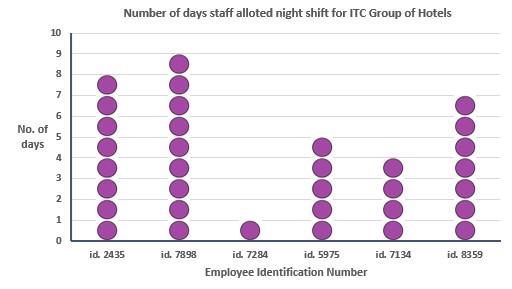 Number of days staff alloted night shift for ITC Group of Hotels
10
9
8
7
6
5
4
3
2
1
0
No. of
days
id. 2435 id. 7898 id. 7284 id. 5975 id. 7134 id. 8359
Employee Identification Number